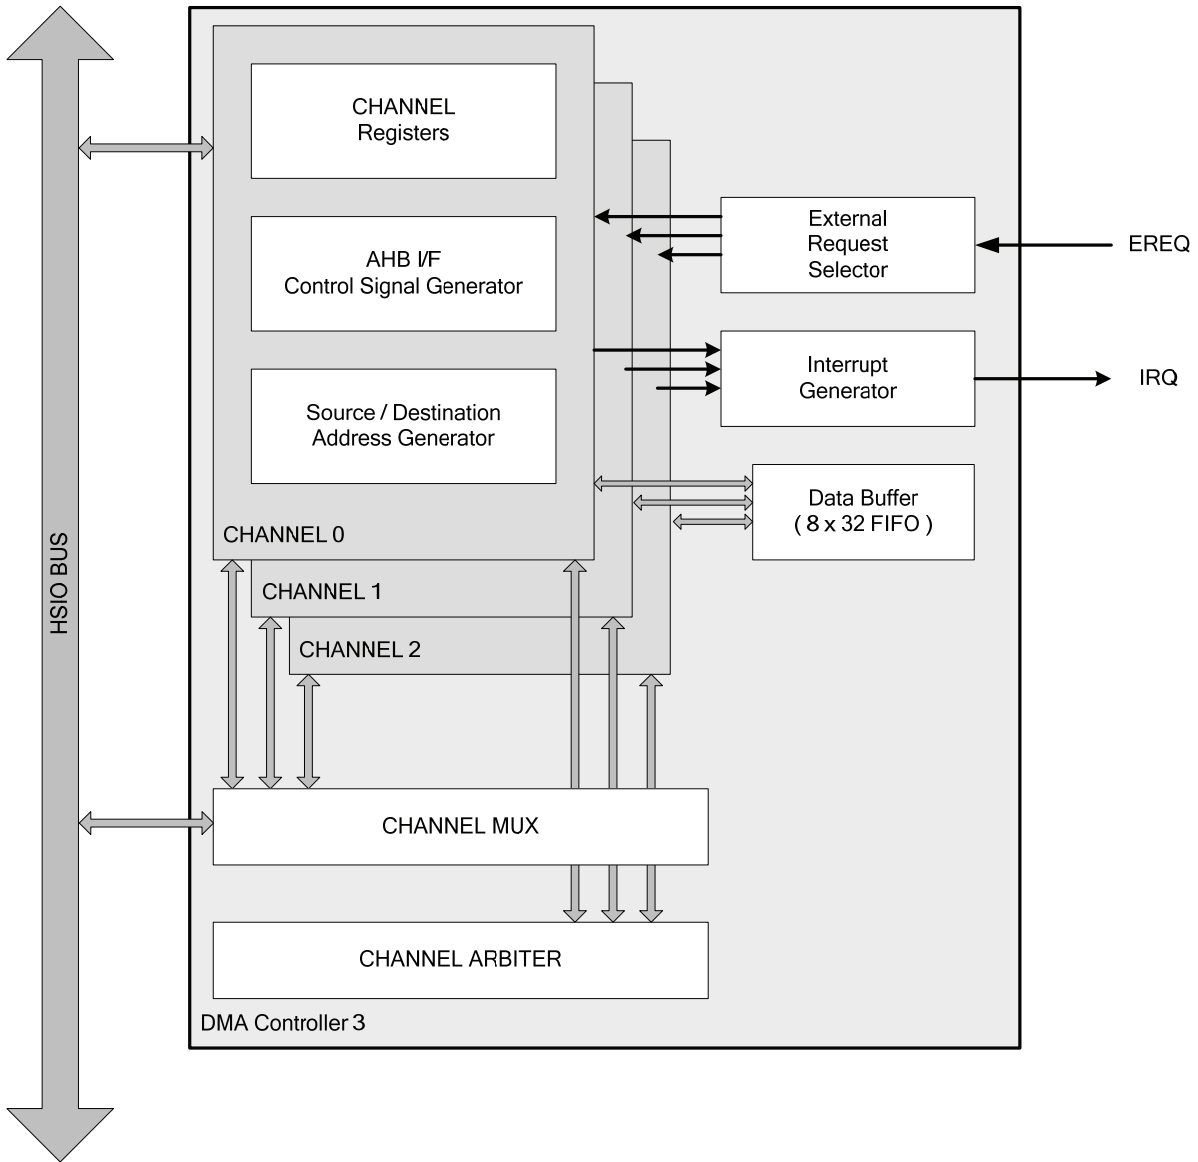 CHANNEL
Registers
AHB I/F
Control Signal Generator
Source / Destination
Address Generator
CHANNEL 0
CHANNEL 1
CHANNEL 2
External
Request
Selector
EREQ
Interrupt
Generator
IRQ
Data Buffer
( 8 x 32 FIFO )
HSIO BUS
CHANNEL MUX
CHANNEL ARBITER
DMA Controller 3